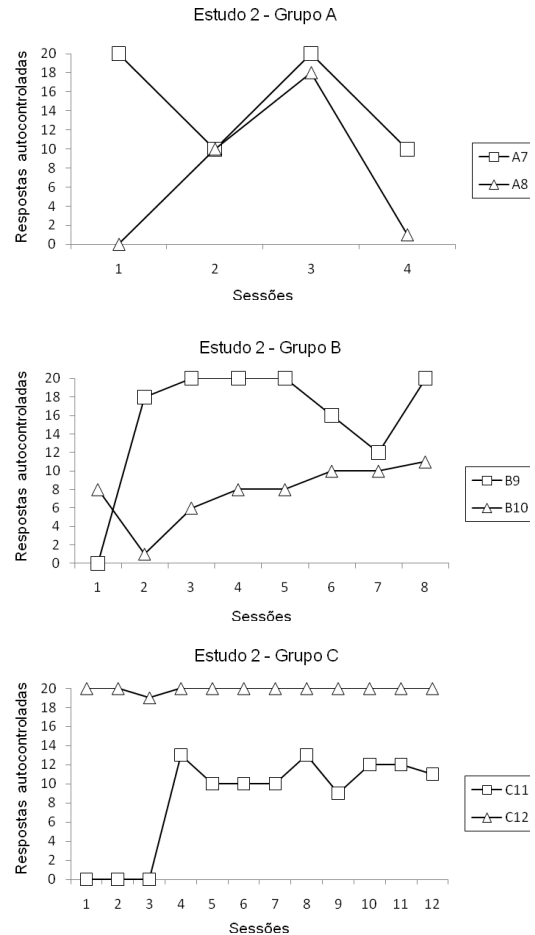 Estudo 2 - Grupo A
Respostas autocontroladas
20
18
16
14
12
10
8
6
4
2
0
1 2 3 4
Sessões
A7
A8
Estudo 2 - Grupo B
Respostas autocontroladas
20
18
16
14
12
10
8
6
4
2
0
1 2 3 4 5 6 7 8
Sessões
B9
B10
Estudo 2 - Grupo C
Respostas autocontroladas
20
18
16
14
12
10
8
6
4
2
0
1 2 3 4 5 6 7 8 9 10 11 12
Sessões
C11
C12